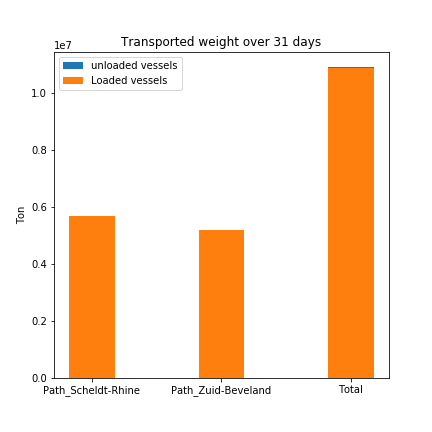 Transported weight over 31 days
1e7
unloaded vessels
Loaded vessels
1.0
0.8
0.6
0.4
0.2
0.0
Ton
Path_Scheldt-Rhine
Path_Zuid-Beveland
Total